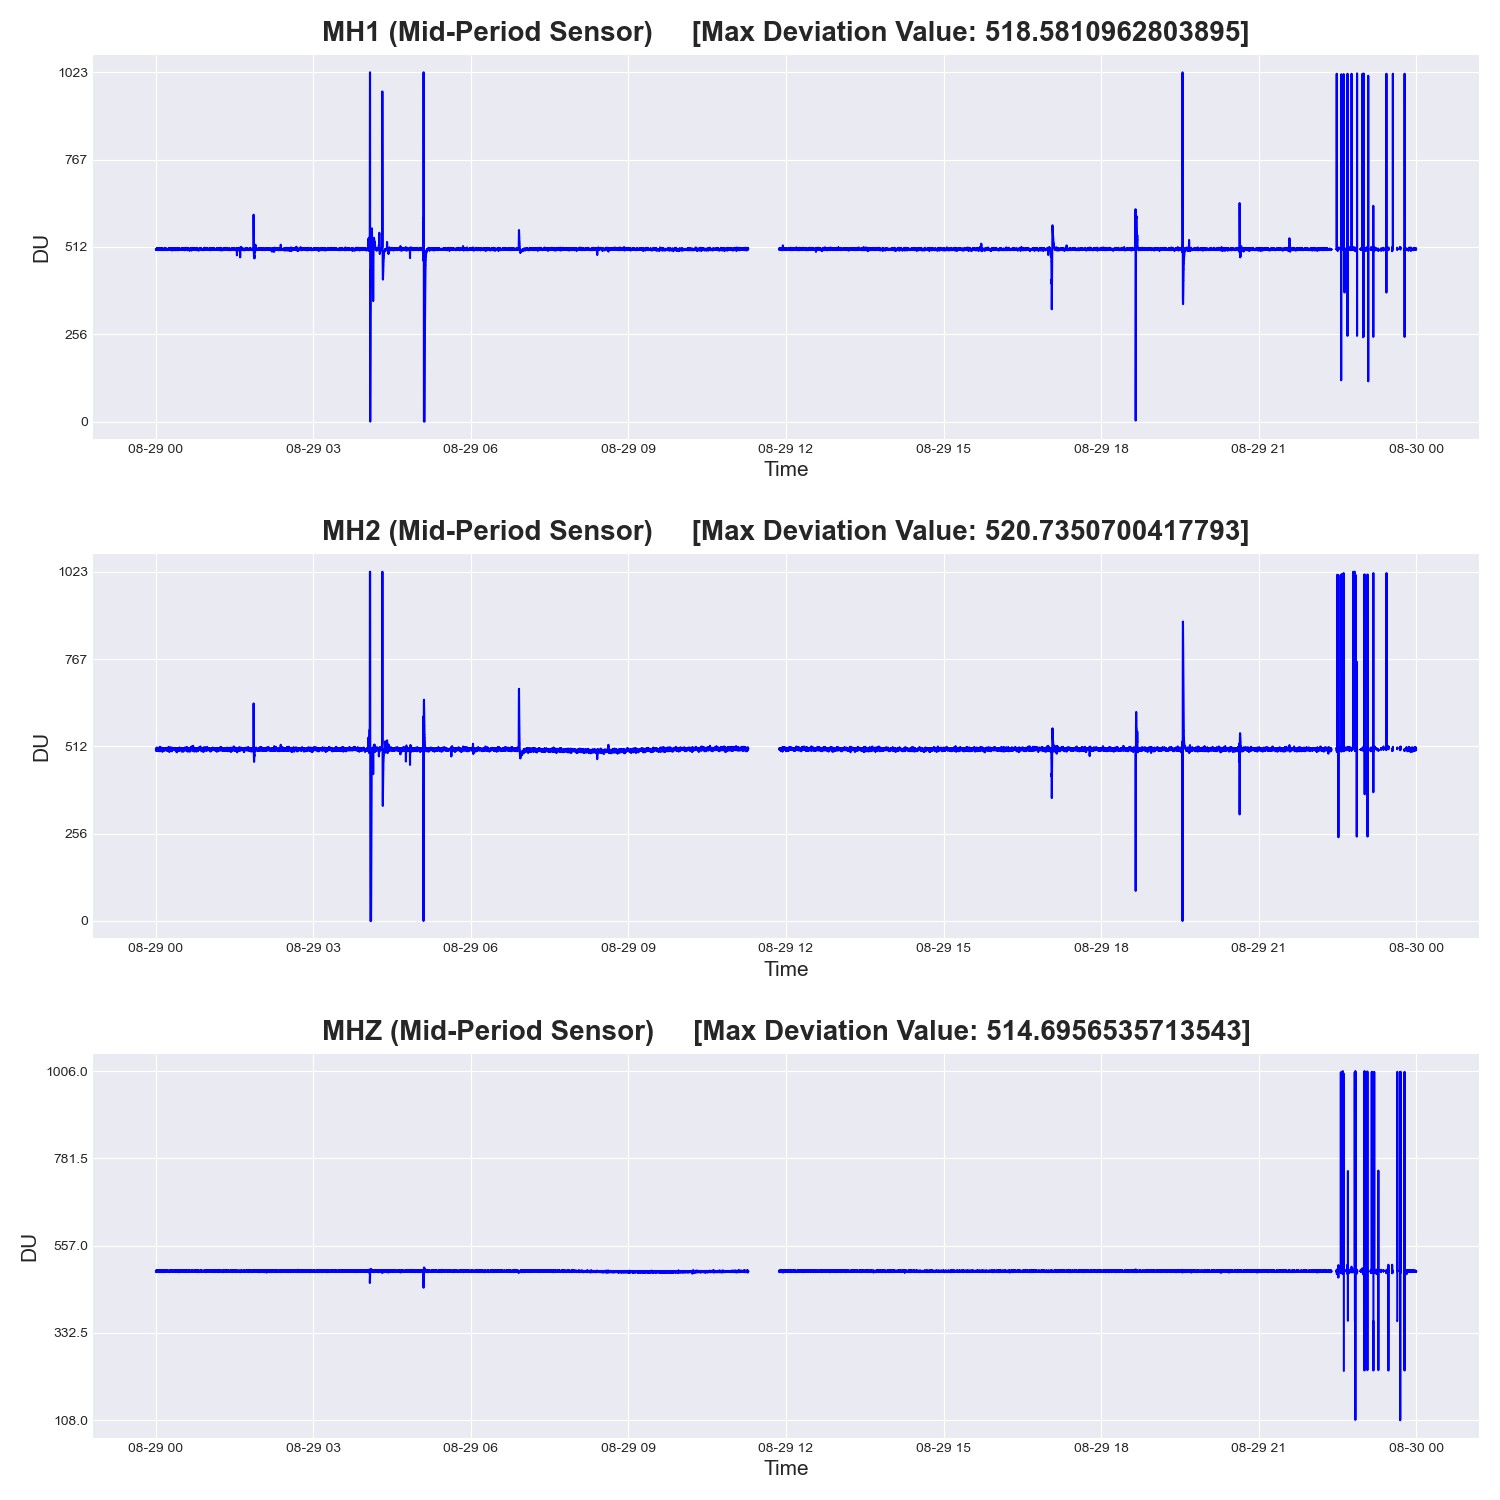 MH1 (Mid-Period Sensor) [Max Deviation Value: 518.5810962803895]
1023
767
512
256
0
DU
08-29 00 08-29 03 08-29 06 08-29 09 08-29 12 08-29 15 08-29 18 08-29 21 08-30 00
Time
MH2 (Mid-Period Sensor) [Max Deviation Value: 520.7350700417793]
1023
767
512
256
0
DU
08-29 00 08-29 03 08-29 06 08-29 09 08-29 12 08-29 15 08-29 18 08-29 21 08-30 00
Time
MHZ (Mid-Period Sensor) [Max Deviation Value: 514.6956535713543]
1006.0
781.5
557.0
332.5
108.0
DU
08-29 00 08-29 03 08-29 06 08-29 09 08-29 12 08-29 15 08-29 18 08-29 21 08-30 00
Time